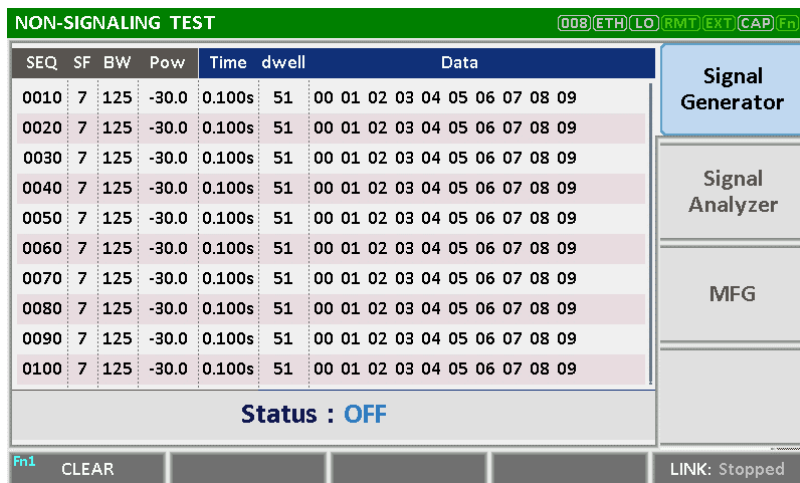 NON-SIGNALING TEST 008 ETH LO RMT EXT CAP Fn
SEQ SF BW Pow Time dwell Data
0010 7 125 -30.0 0.100s 51 00 01 02 03 04 05 06 07 08 09
0020 7 125 -30.0 0.100s 51 00 01 02 03 04 05 06 07 08 09
0030 7 125 -30.0 0.100s 51 00 01 02 03 04 05 06 07 08 09
0040 7 125 -30.0 0.100s 51 00 01 02 03 04 05 06 07 08 09
0050 7 125 -30.0 0.100s 51 00 01 02 03 04 05 06 07 08 09
0060 7 125 -30.0 0.100s 51 00 01 02 03 04 05 06 07 08 09
0070 7 125 -30.0 0.100s 51 00 01 02 03 04 05 06 07 08 09
0080 7 125 -30.0 0.100s 51 00 01 02 03 04 05 06 07 08 09
0090 7 125 -30.0 0.100s 51 00 01 02 03 04 05 06 07 08 09
0100 7 125 -30.0 0.100s 51 00 01 02 03 04 05 06 07 08 09
Status : OFF
Signal
Generator
Signal
Analyzer
MFG
Fn1 CLEAR
LINK: Stopped